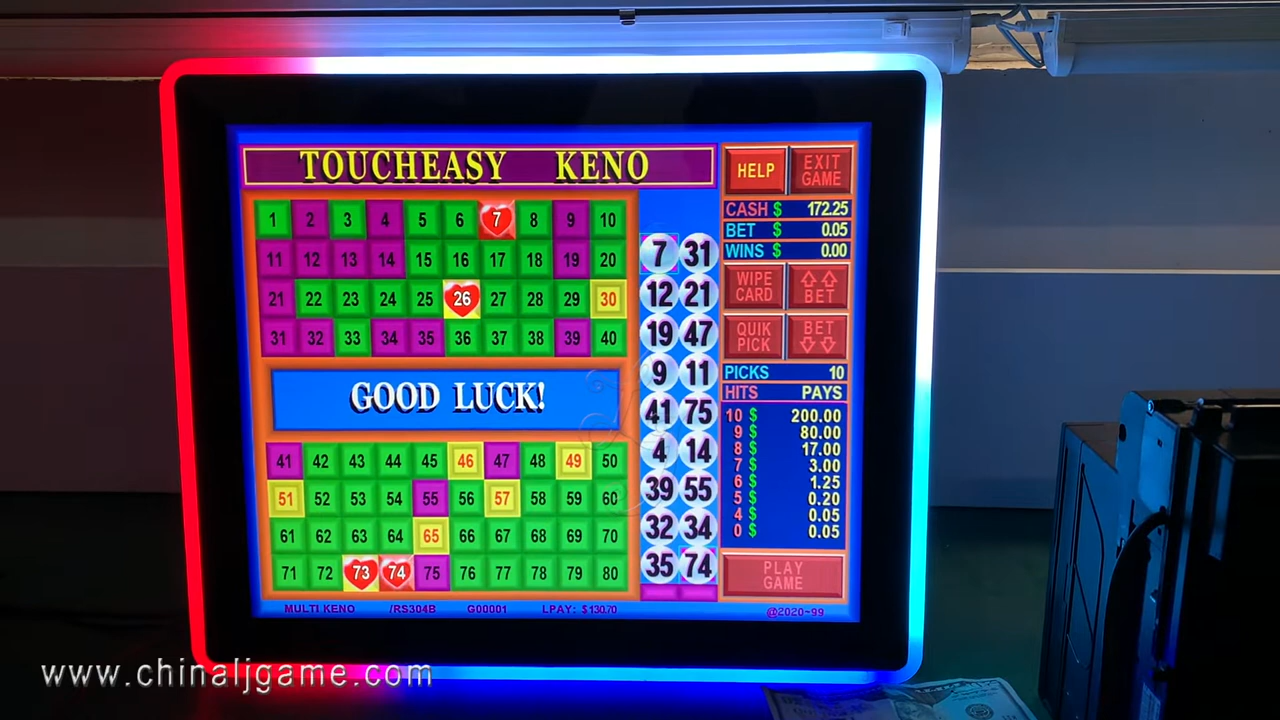 TOUCHEASY KENO
HELP
EXIT GAME
1 2 3 4 5 6 7 8 9 10
11 12 13 14 15 16 17 18 19 20
21 22 23 24 25 26 27 28 29 30
31 32 33 34 35 36 37 38 39 40
GOOD LUCK!
41 42 43 44 45 46 47 48 49 50
51 52 53 54 55 56 57 58 59 60
61 62 63 64 65 66 67 68 69 70
71 72 73 74 75 76 77 78 79 80
7 31
12 21
19 47
9 11
41 75
4 14
39 55
32 34
35 74
CASH $ 172.25
BET $ 0.05
WINS $ 0.00
WIPE CARD
BET
QUIK PICK
BET
PICKS 10
HITS PAYS
10 $ 200.00
9 $ 80.00
8 $ 17.00
7 $ 3.00
6 $ 1.25
5 $ 0.20
4 $ 0.05
0 $ 0.05
PLAY GAME
MULTI KENO /RS304B G00001 LPAY: $130.70 @2020-99
www.chinaljgame.com